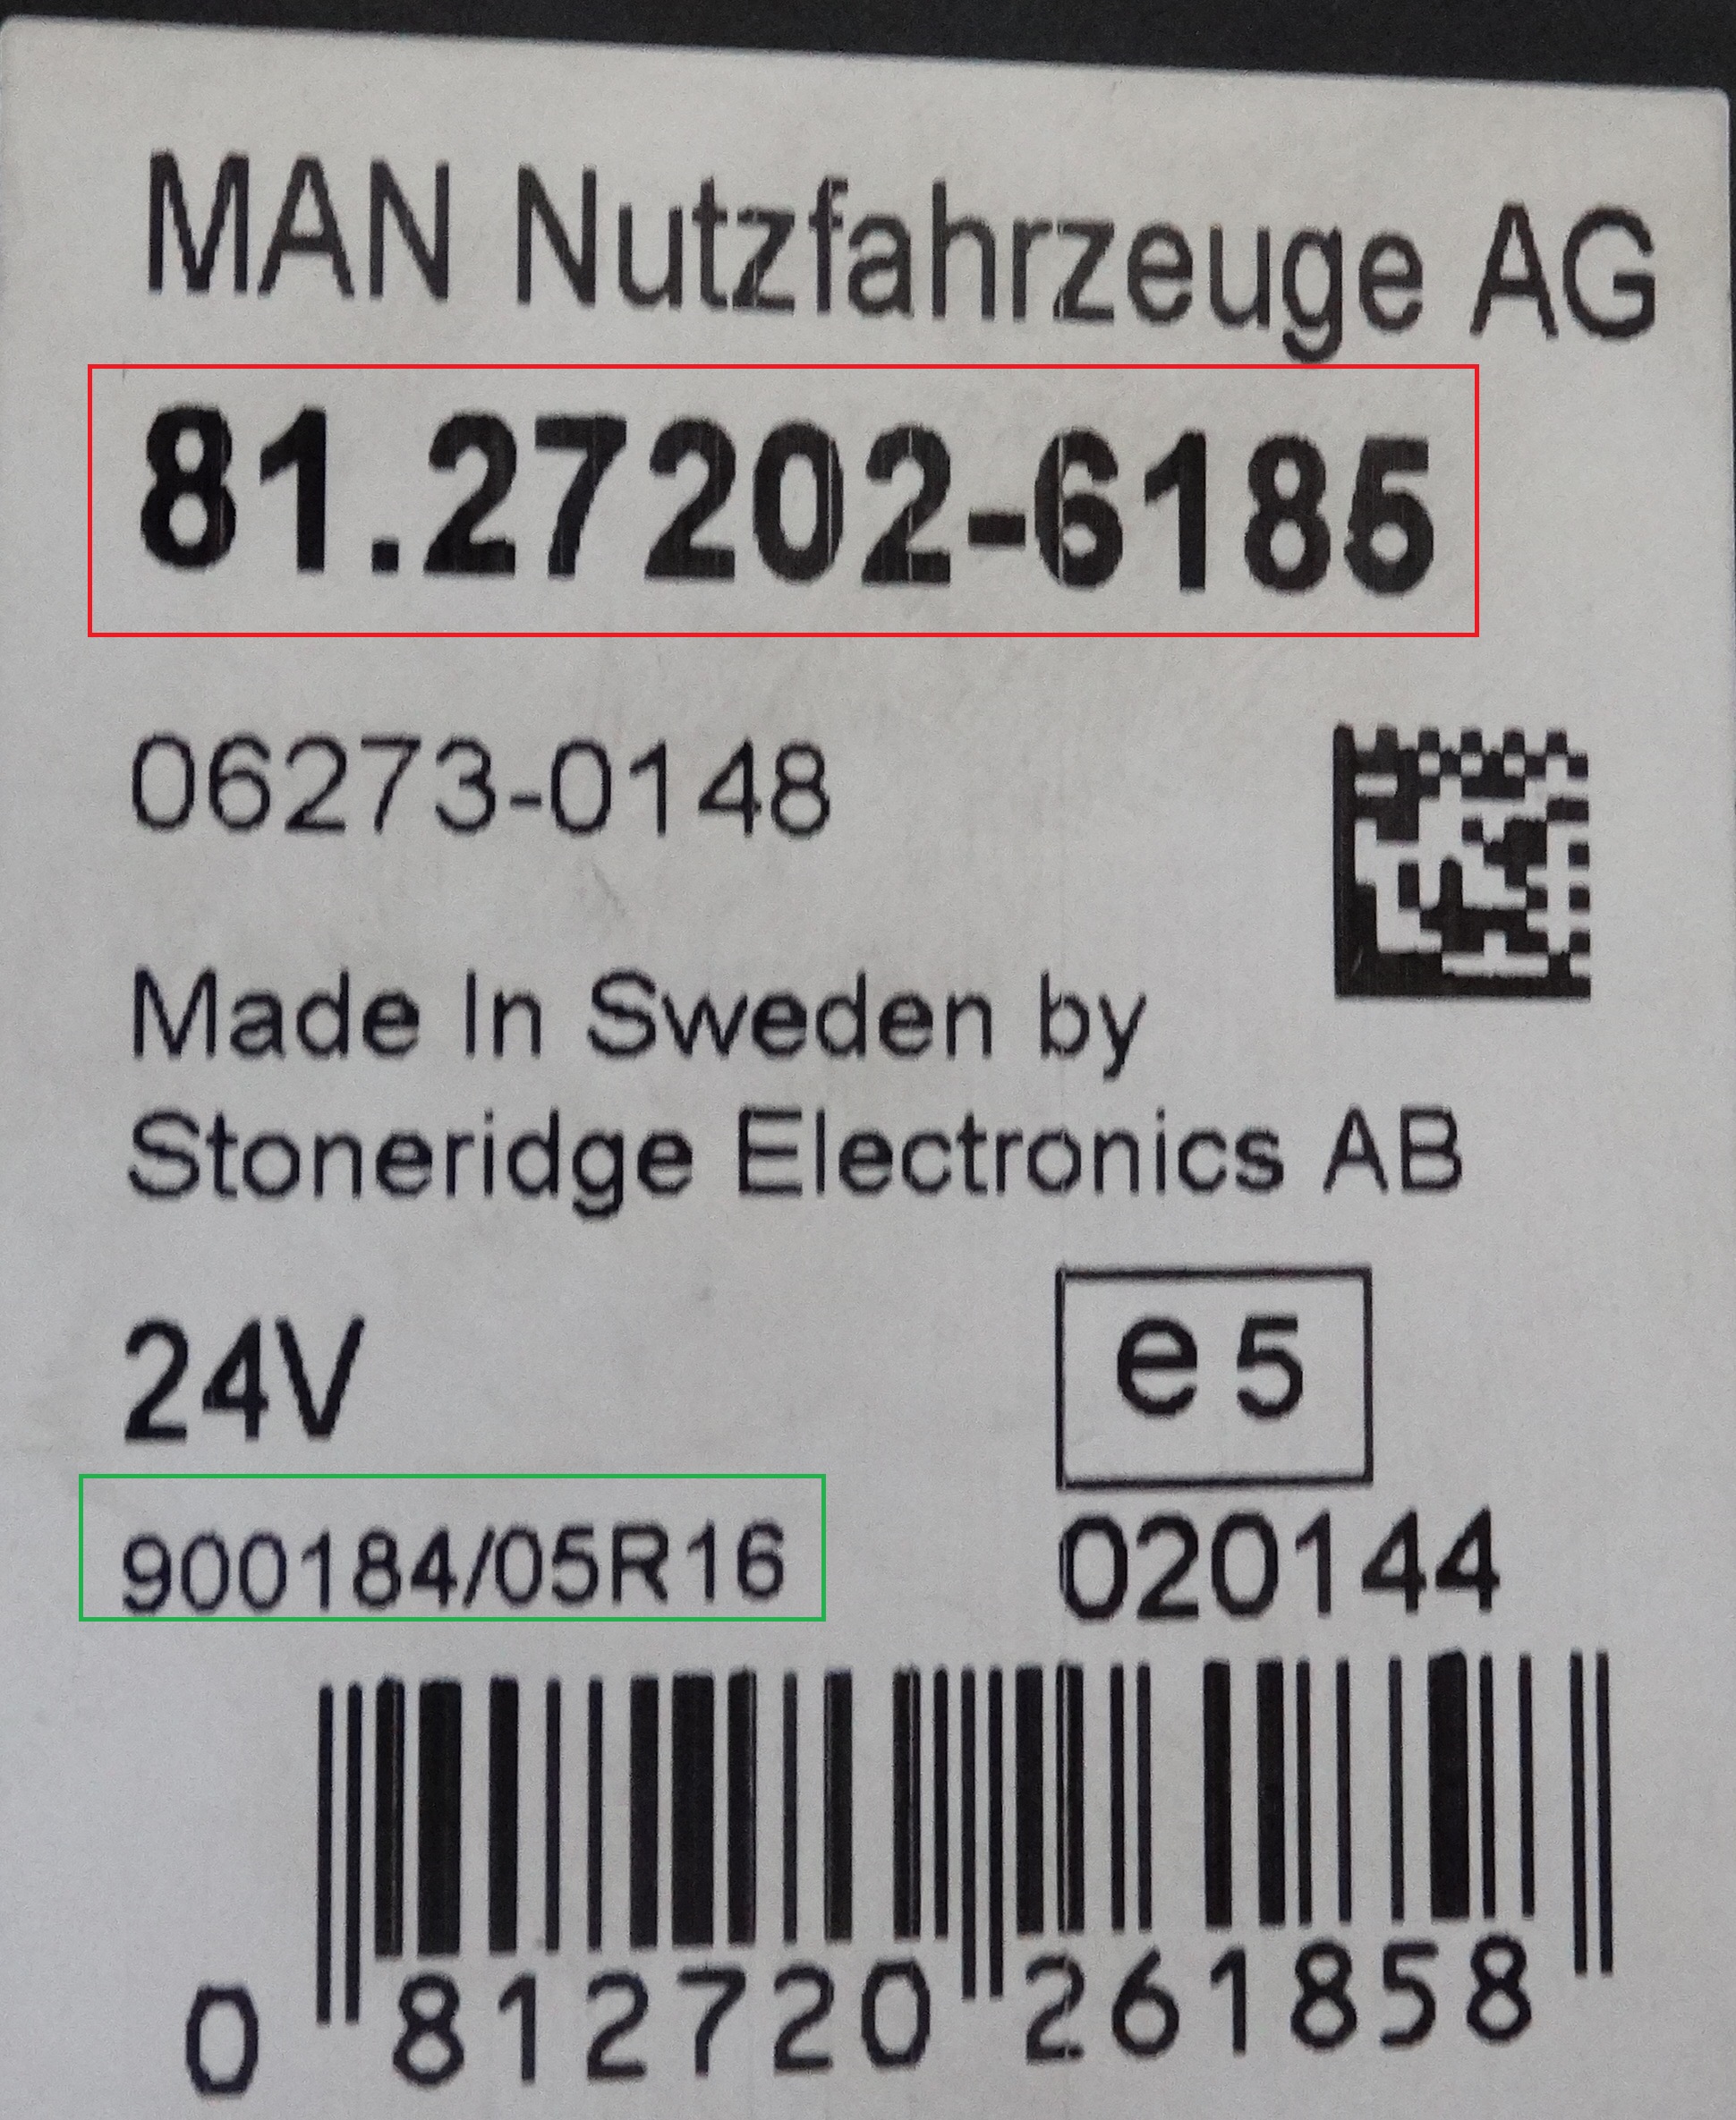 MAN Nutzfahrzeuge AG
81.27202-6185
06273-0148
Made In Sweden by
Stoneridge Electronics AB
24V
e5
900184/05R16
020144
0 812720 261858